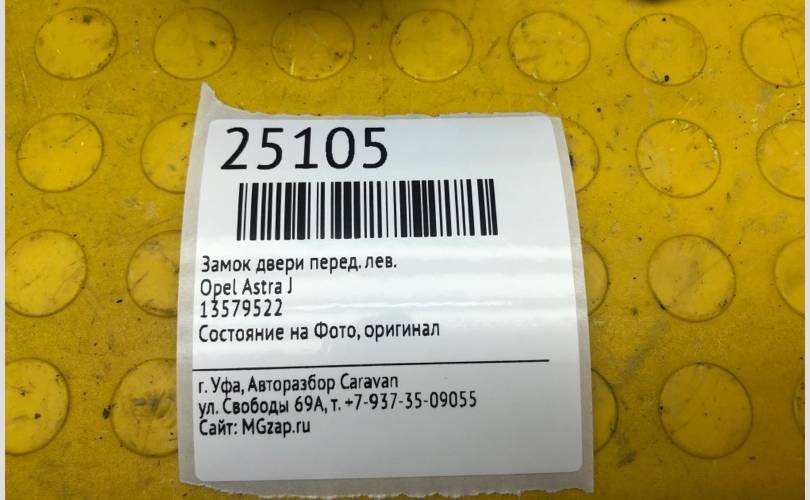 25105
Замок двери перед. лев.
Opel Astra J
13579522
Состояние на Фото, оригинал
г. Уфа, Авторазбор Caravan
ул. Свободы 69А, т. +7-937-35-09055
Сайт: MGzap.ru